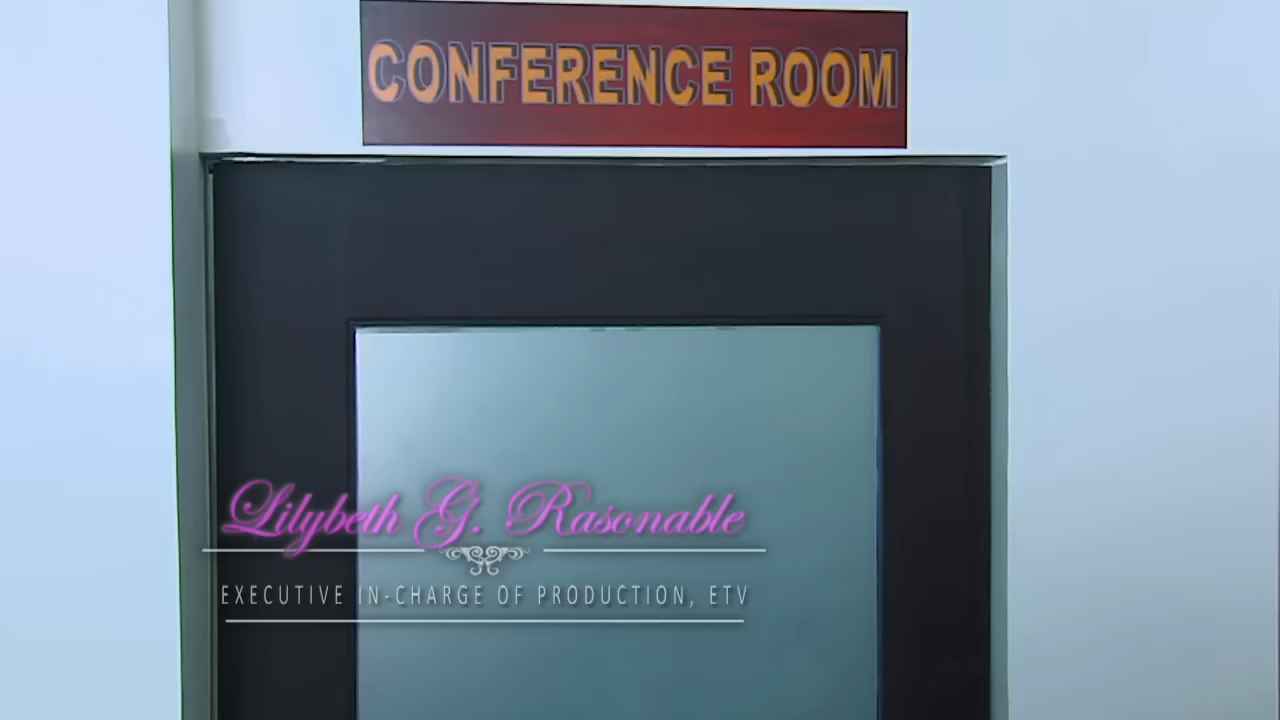 CONFERENCE ROOM
Lilybeth G. Rasonable
EXECUTIVE IN-CHARGE OF PRODUCTION, ETV